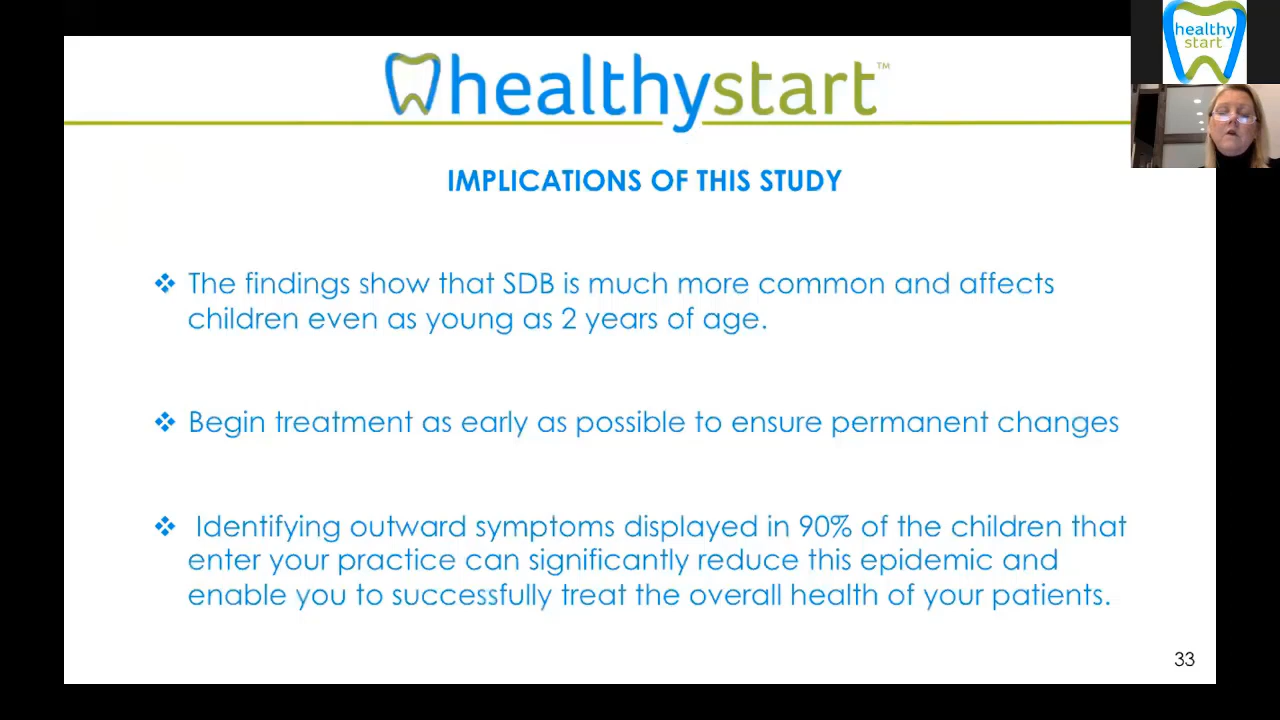 healthystart™
healthy
start
IMPLICATIONS OF THIS STUDY
❖ The findings show that SDB is much more common and affects
children even as young as 2 years of age.
❖ Begin treatment as early as possible to ensure permanent changes
❖ Identifying outward symptoms displayed in 90% of the children that
enter your practice can significantly reduce this epidemic and
enable you to successfully treat the overall health of your patients.
33